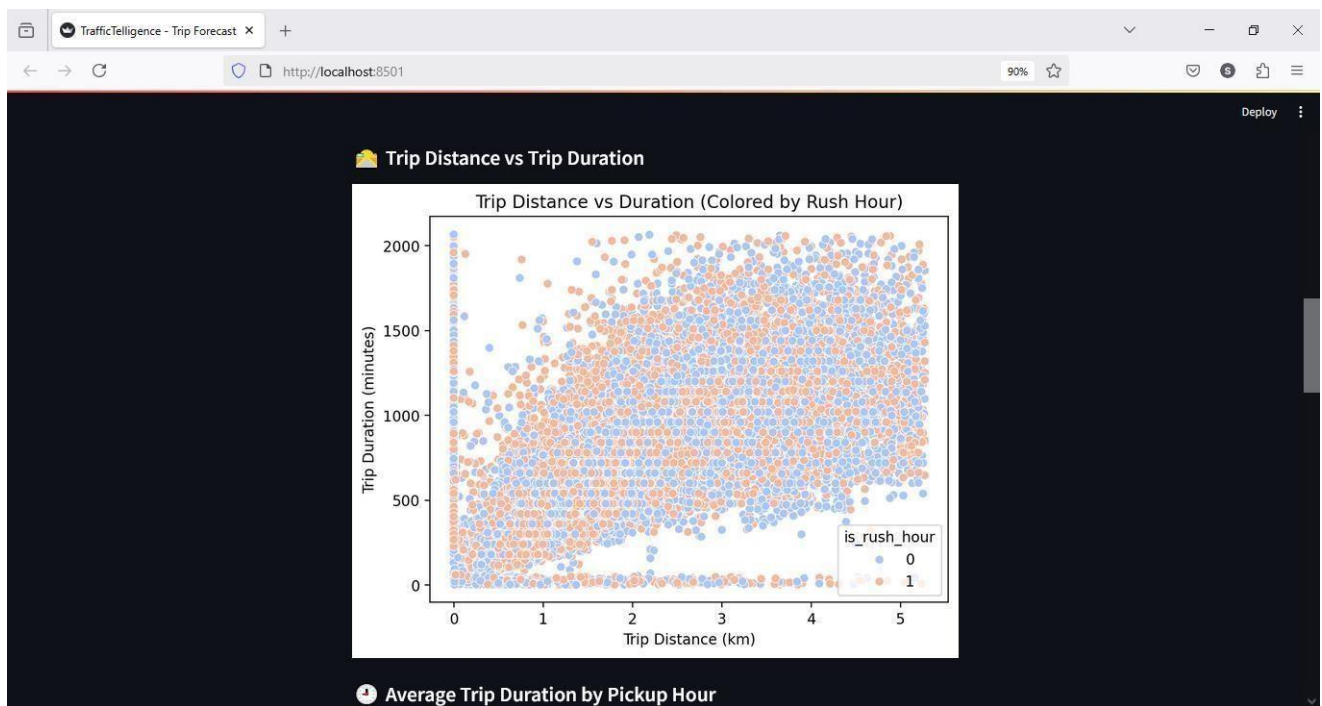 TrafficTelligence - Trip Forecast
http://localhost:8501
90%
S
Deploy
Trip Distance vs Trip Duration
Trip Distance vs Duration (Colored by Rush Hour)
2000
1500
1000
500
0
Trip Duration (minutes)
is_rush_hour
0
1
0 1 2 3 4 5
Trip Distance (km)
Average Trip Duration by Pickup Hour